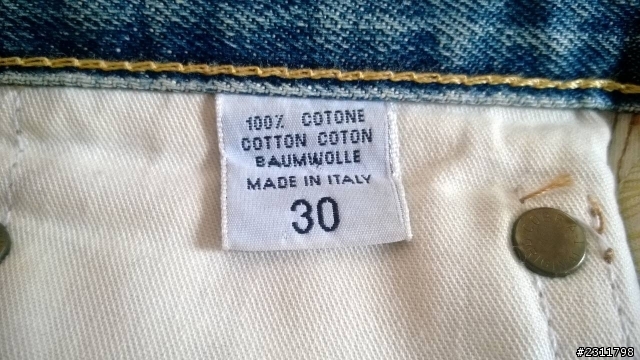 100% COTONE
COTTON COTON
BAUMWOLLE
MADE IN ITALY
30
#2311798